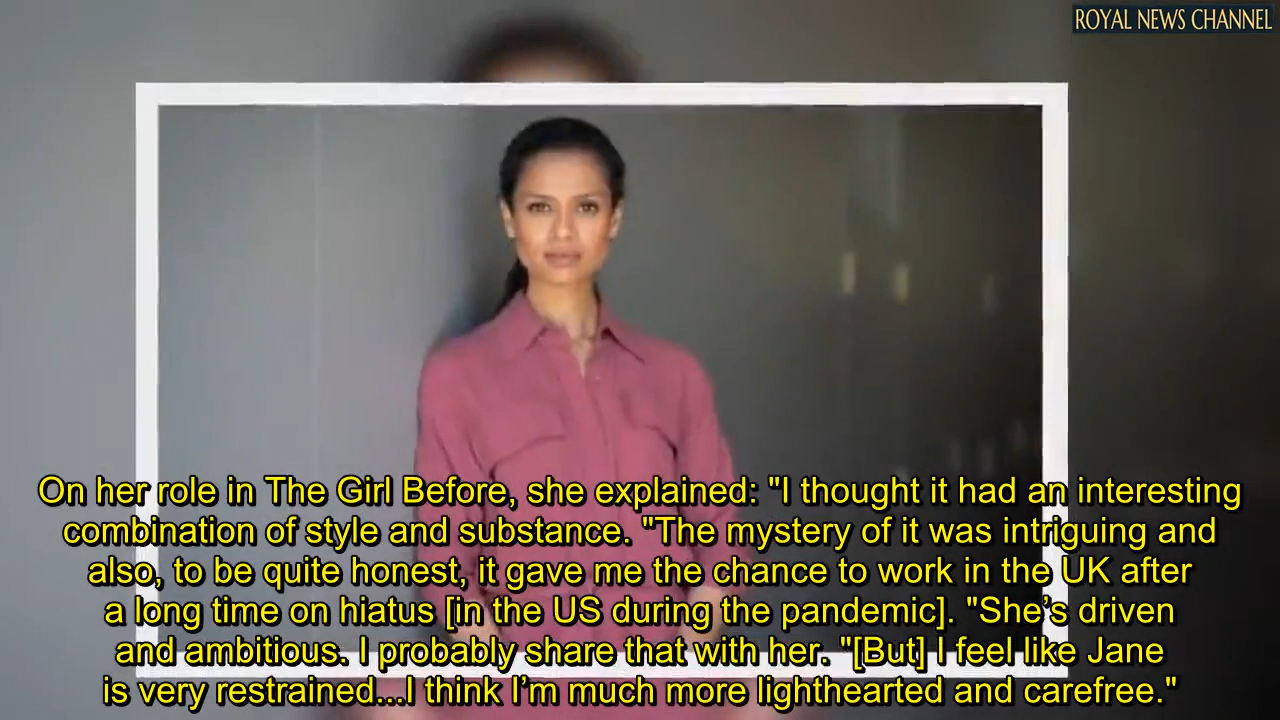 ROYAL NEWS CHANNEL
On her role in The Girl Before, she explained: "I thought it had an interesting
combination of style and substance. "The mystery of it was intriguing and
also, to be quite honest, it gave me the chance to work in the UK after
a long time on hiatus [in the US during the pandemic]. "She’s driven
and ambitious. I probably share that with her. "[But] I feel like Jane
is very restrained...I think I’m much more lighthearted and carefree."